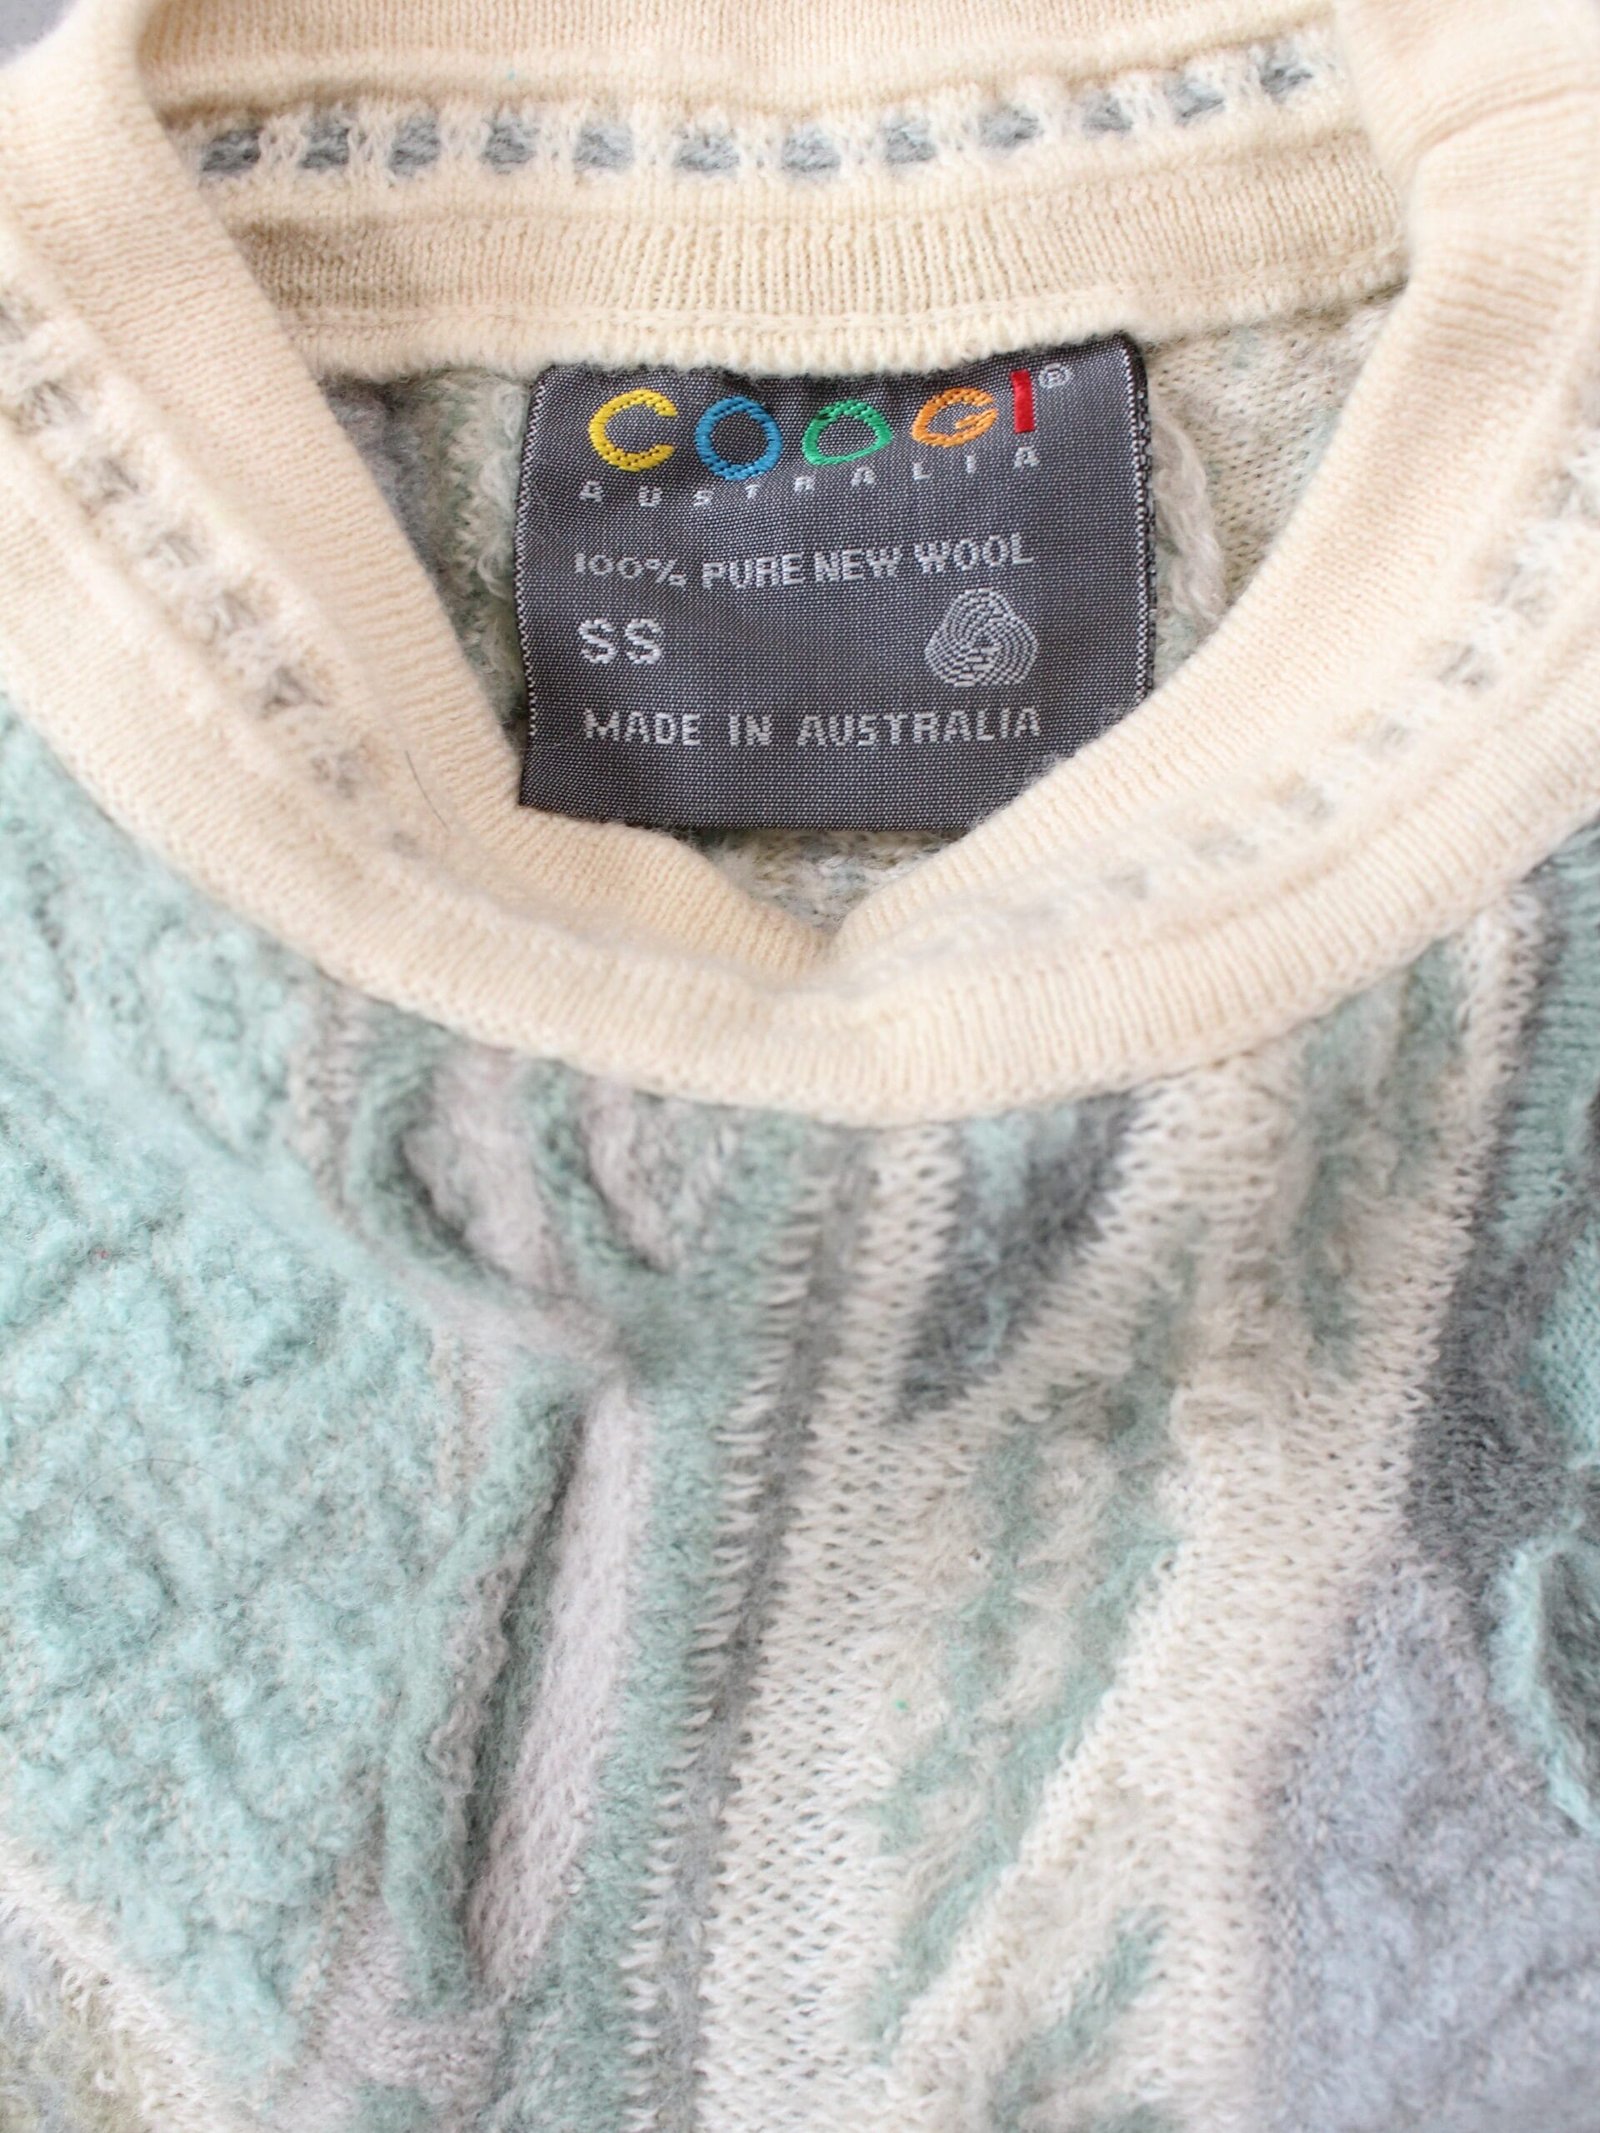 COOGI®
AUSTRALIA
100% PURE NEW WOOL
SS
MADE IN AUSTRALIA